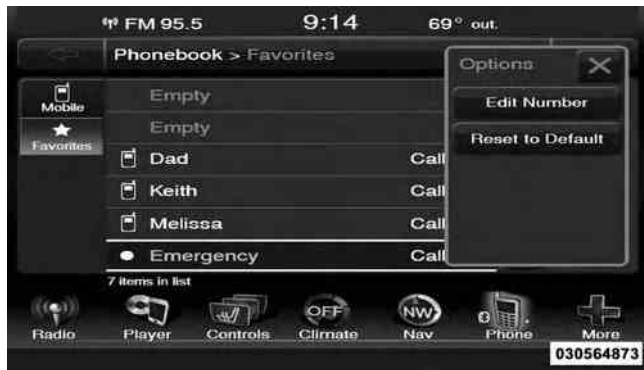 FM 95.5 9:14 69° out.
Phonebook > Favorites
Options
Mobile
Favorites
Empty
Empty
Dad Call
Keith Call
Melissa Call
Emergency Call
Edit Number
Reset to Default
7 items in list
Radio
Player
Controls
OFF
Climate
NW
Nav
Phone
More
030564873